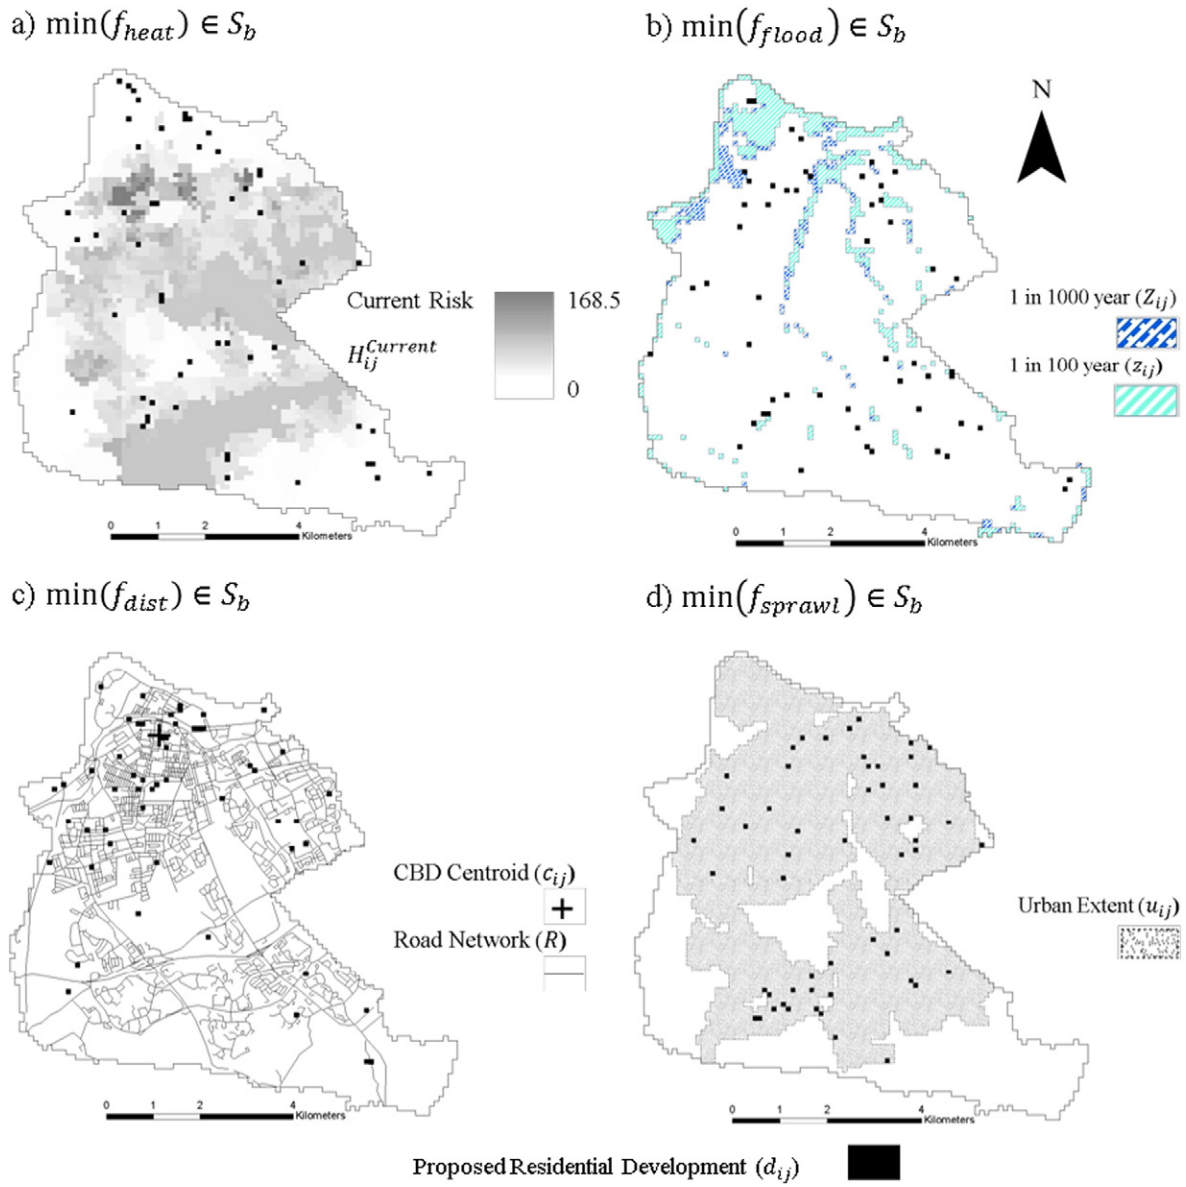 a) min(f_heat) ∈ S_b
b) min(f_flood) ∈ S_b
N
Current Risk
168.5
H_ij^Current
0
1 in 1000 year (Z_ij)
1 in 100 year (z_ij)
0 1 2 4
Kilometers
0 1 2 4
Kilometers
c) min(f_dist) ∈ S_b
d) min(f_sprawl) ∈ S_b
CBD Centroid (c_ij)
Road Network (R)
Urban Extent (u_ij)
0 1 2 4
Kilometers
0 1 2 4
Kilometers
Proposed Residential Development (d_ij)